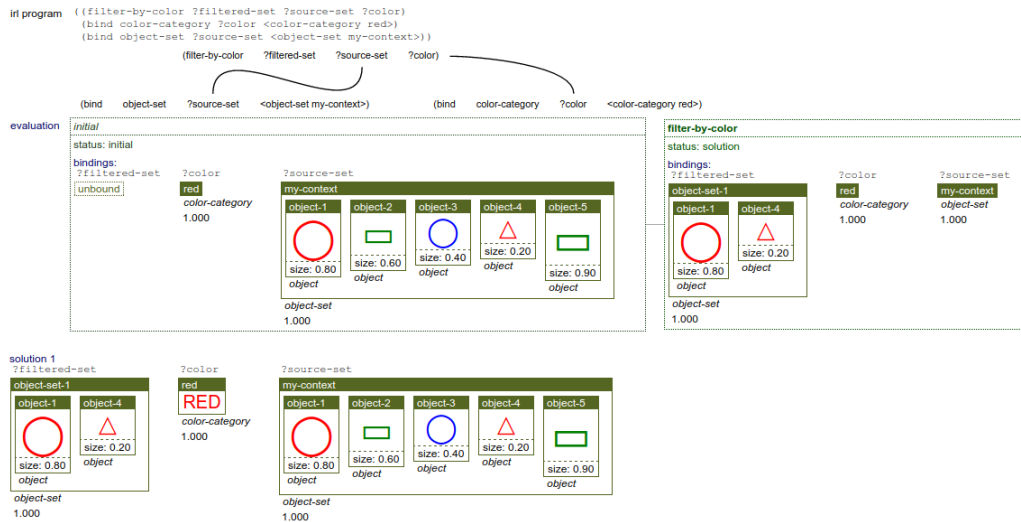 irl program
((filter-by-color ?filtered-set ?source-set ?color)
(bind color-category ?color <color-category red>)
(bind object-set ?source-set <object-set my-context>))
(filter-by-color ?filtered-set ?source-set ?color)
(bind object-set ?source-set <object-set my-context>) (bind color-category ?color <color-category red>)
evaluation
initial
status: initial
bindings:
?filtered-set ?color ?source-set
unbound red my-context
color-category
1.000
object-1 object-2 object-3 object-4 object-5
size: 0.80 size: 0.60 size: 0.40 size: 0.20 size: 0.90
object object object object object
object-set
1.000
filter-by-color
status: solution
bindings:
?filtered-set ?color ?source-set
object-set-1 red my-context
color-category object-set
1.000 1.000
object-1 object-4
size: 0.80 size: 0.20
object object
object-set
1.000
solution 1
?filtered-set ?color ?source-set
object-set-1 red my-context
object-1 object-4
size: 0.80 size: 0.20
object object
object-set
1.000
RED
color-category
1.000
object-1 object-2 object-3 object-4 object-5
size: 0.80 size: 0.60 size: 0.40 size: 0.20 size: 0.90
object object object object object
object-set
1.000